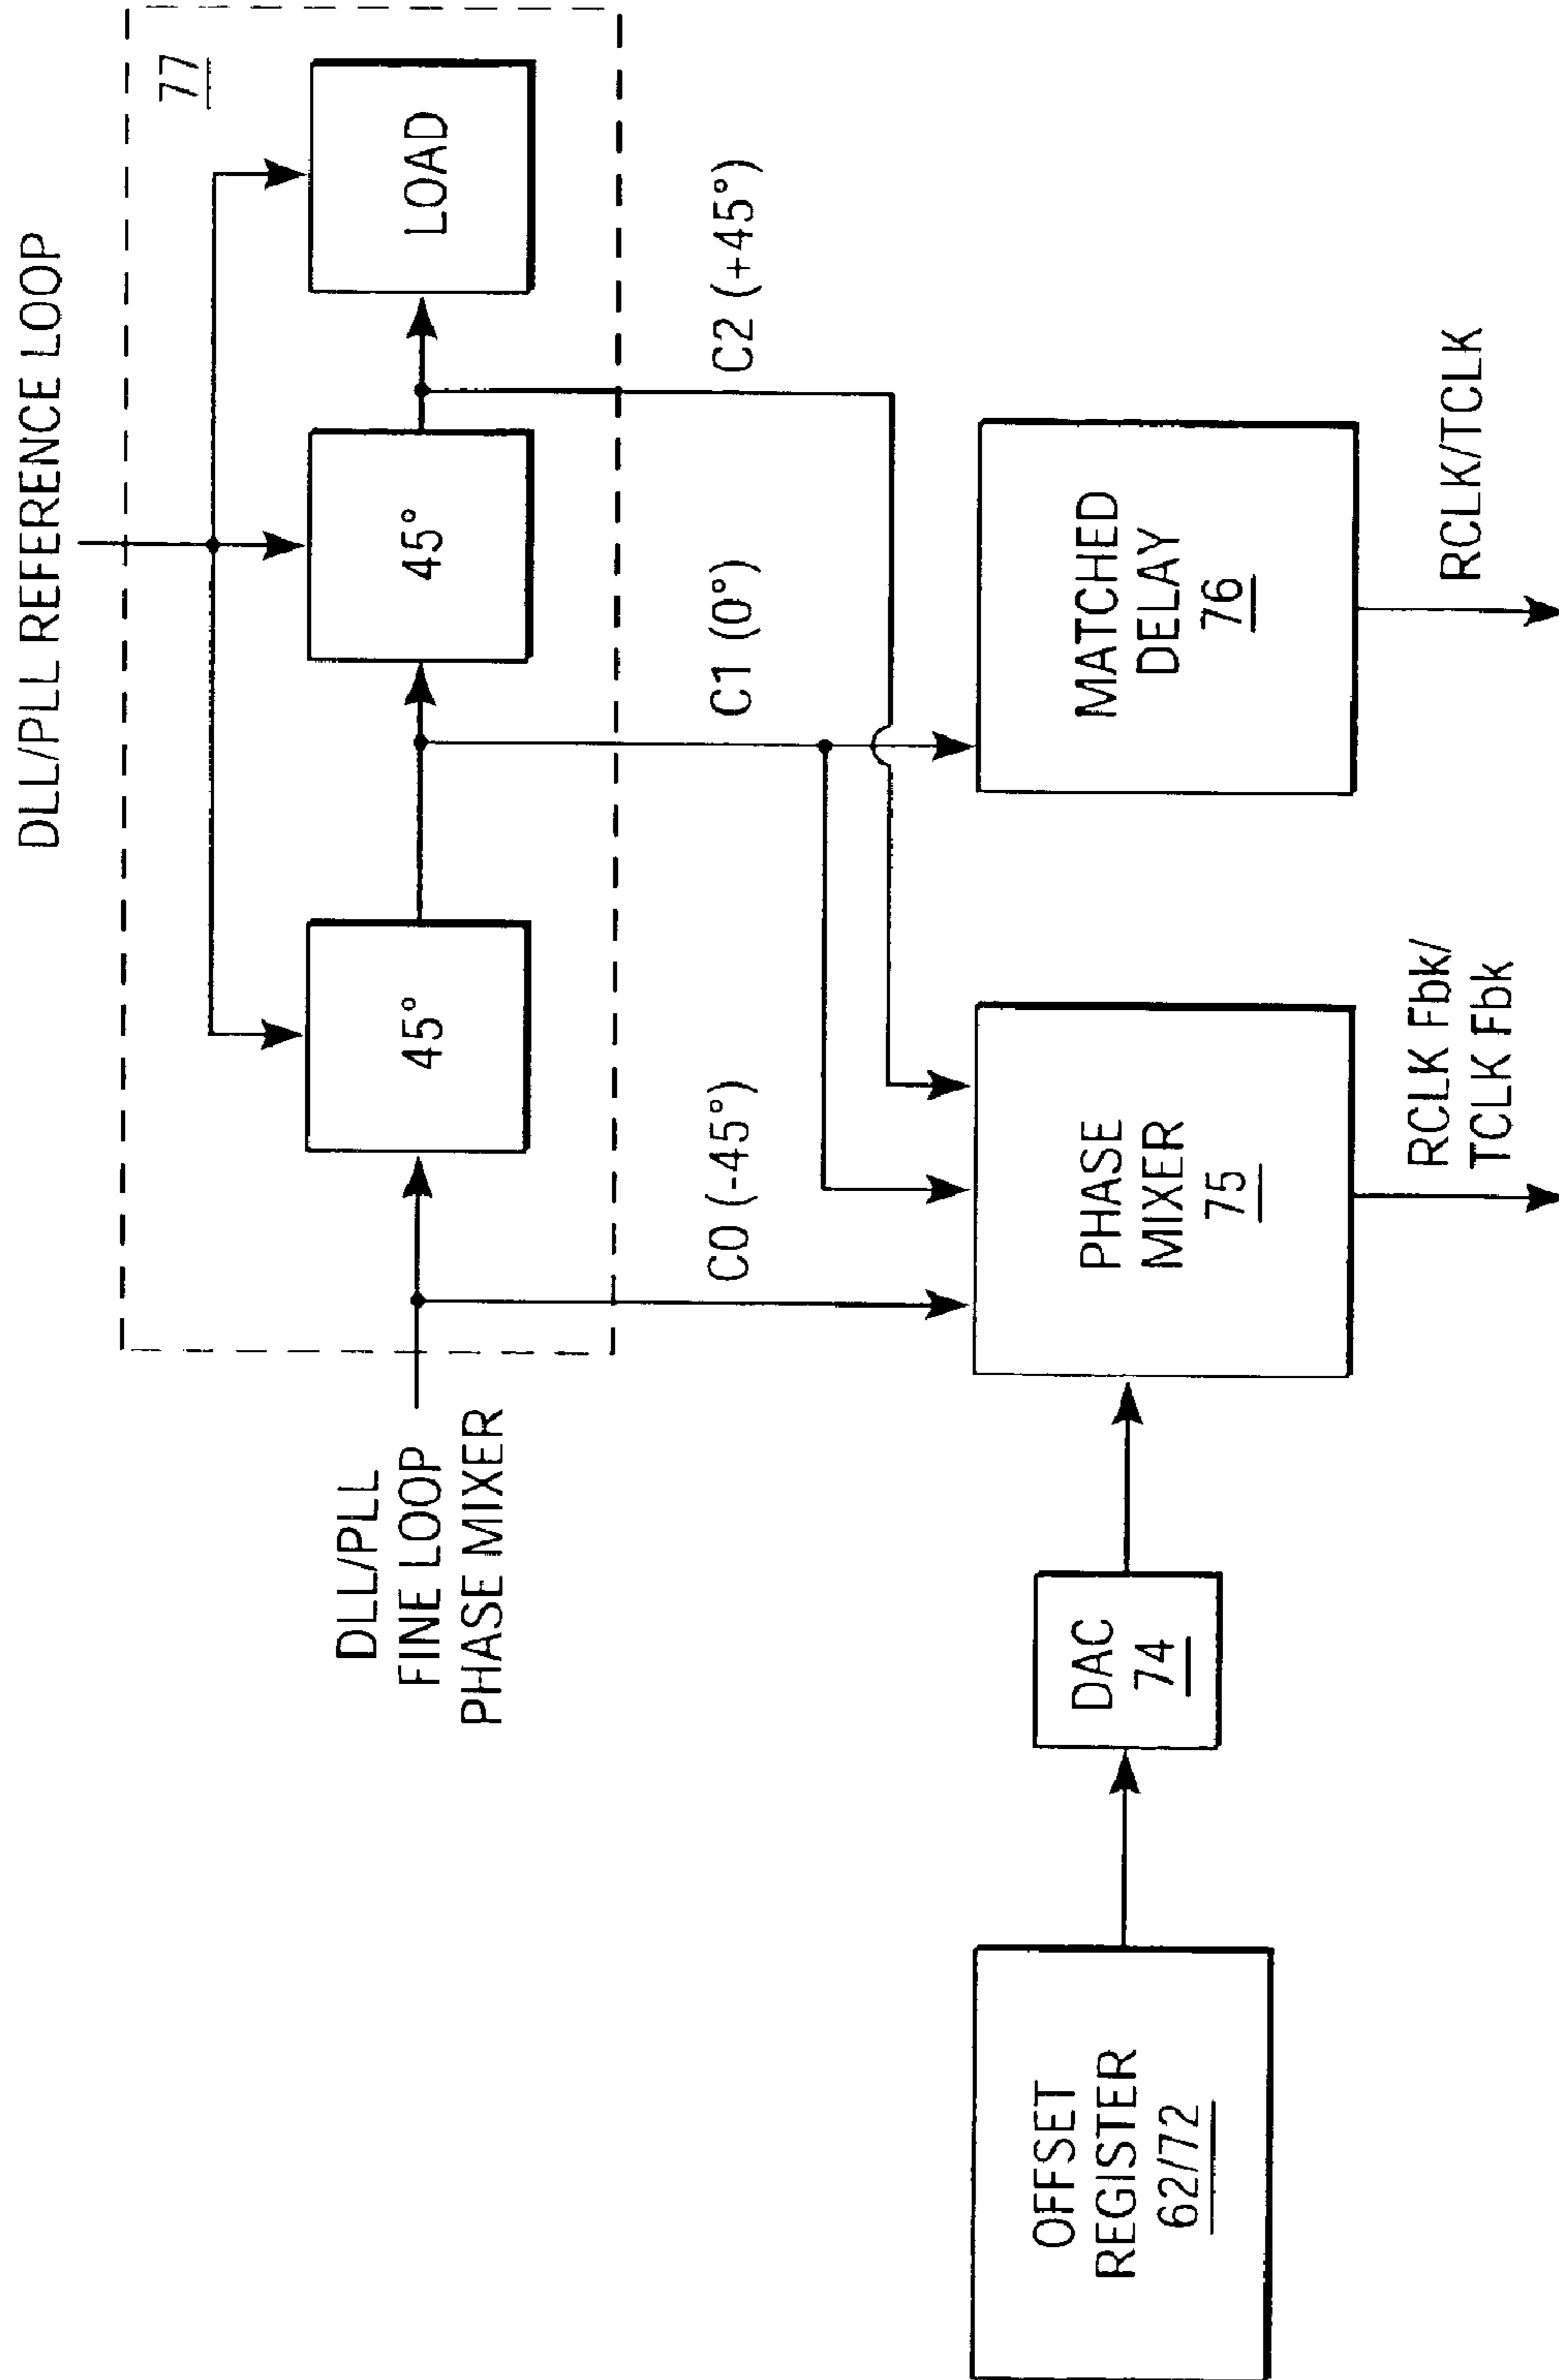 DLL/PLL REFERENCE LOOP
77
45°
45°
LOAD
DLL/PLL
FINE LOOP
PHASE MIXER
C0 (-45°)
C1 (0°)
C2 (+45°)
OFFSET
REGISTER
62/72
DAC
74
PHASE
MIXER
75
MATCHED
DELAY
76
RCLK Fbk/
TCLK Fbk
RCLK/TCLK